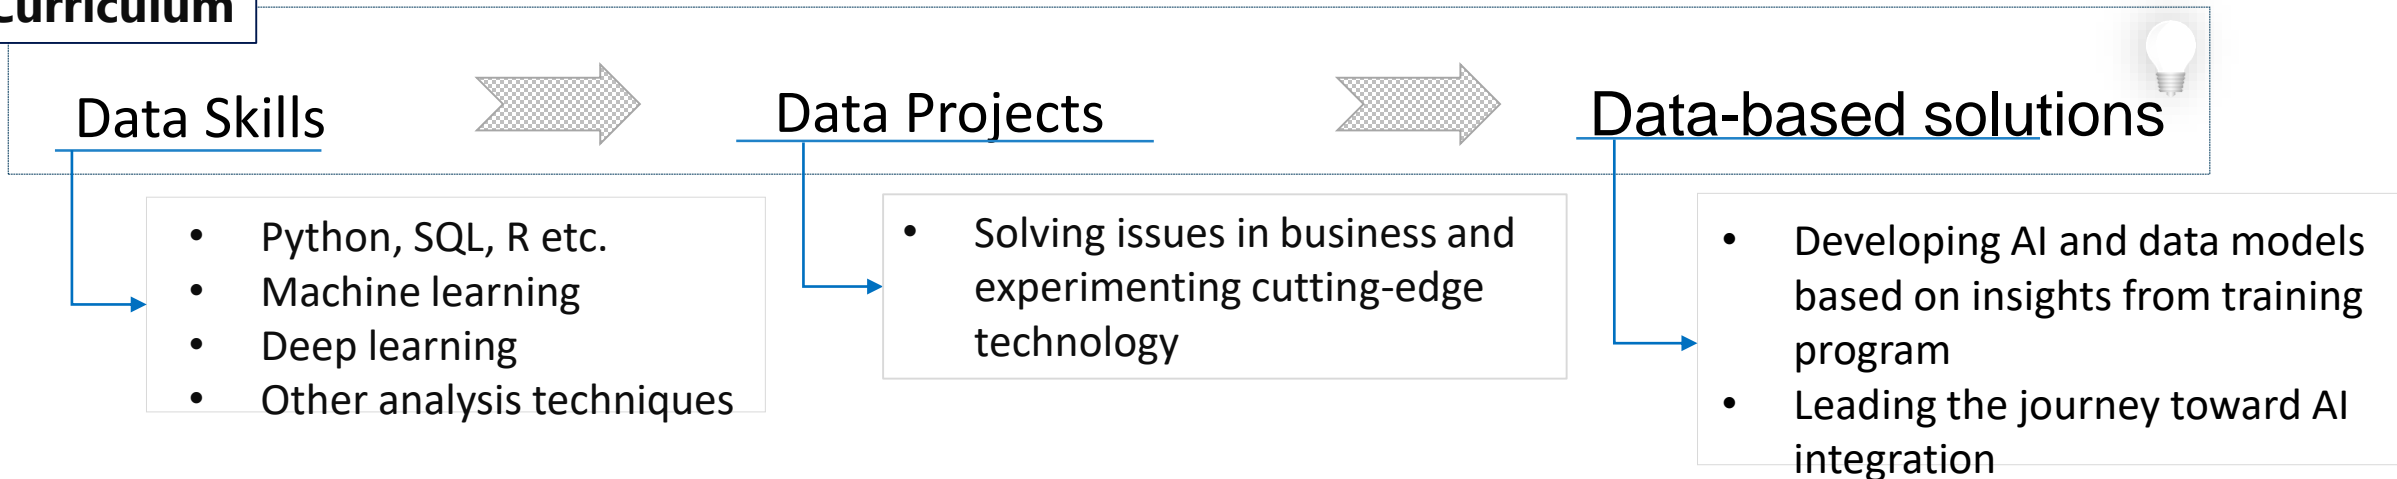 Curriculum
Data Skills
Data Projects
Data-based solutions
• Python, SQL, R etc.
• Machine learning
• Deep learning
• Other analysis techniques
• Solving issues in business and
experimenting cutting-edge
technology
• Developing AI and data models
based on insights from training
program
• Leading the journey toward AI
integration